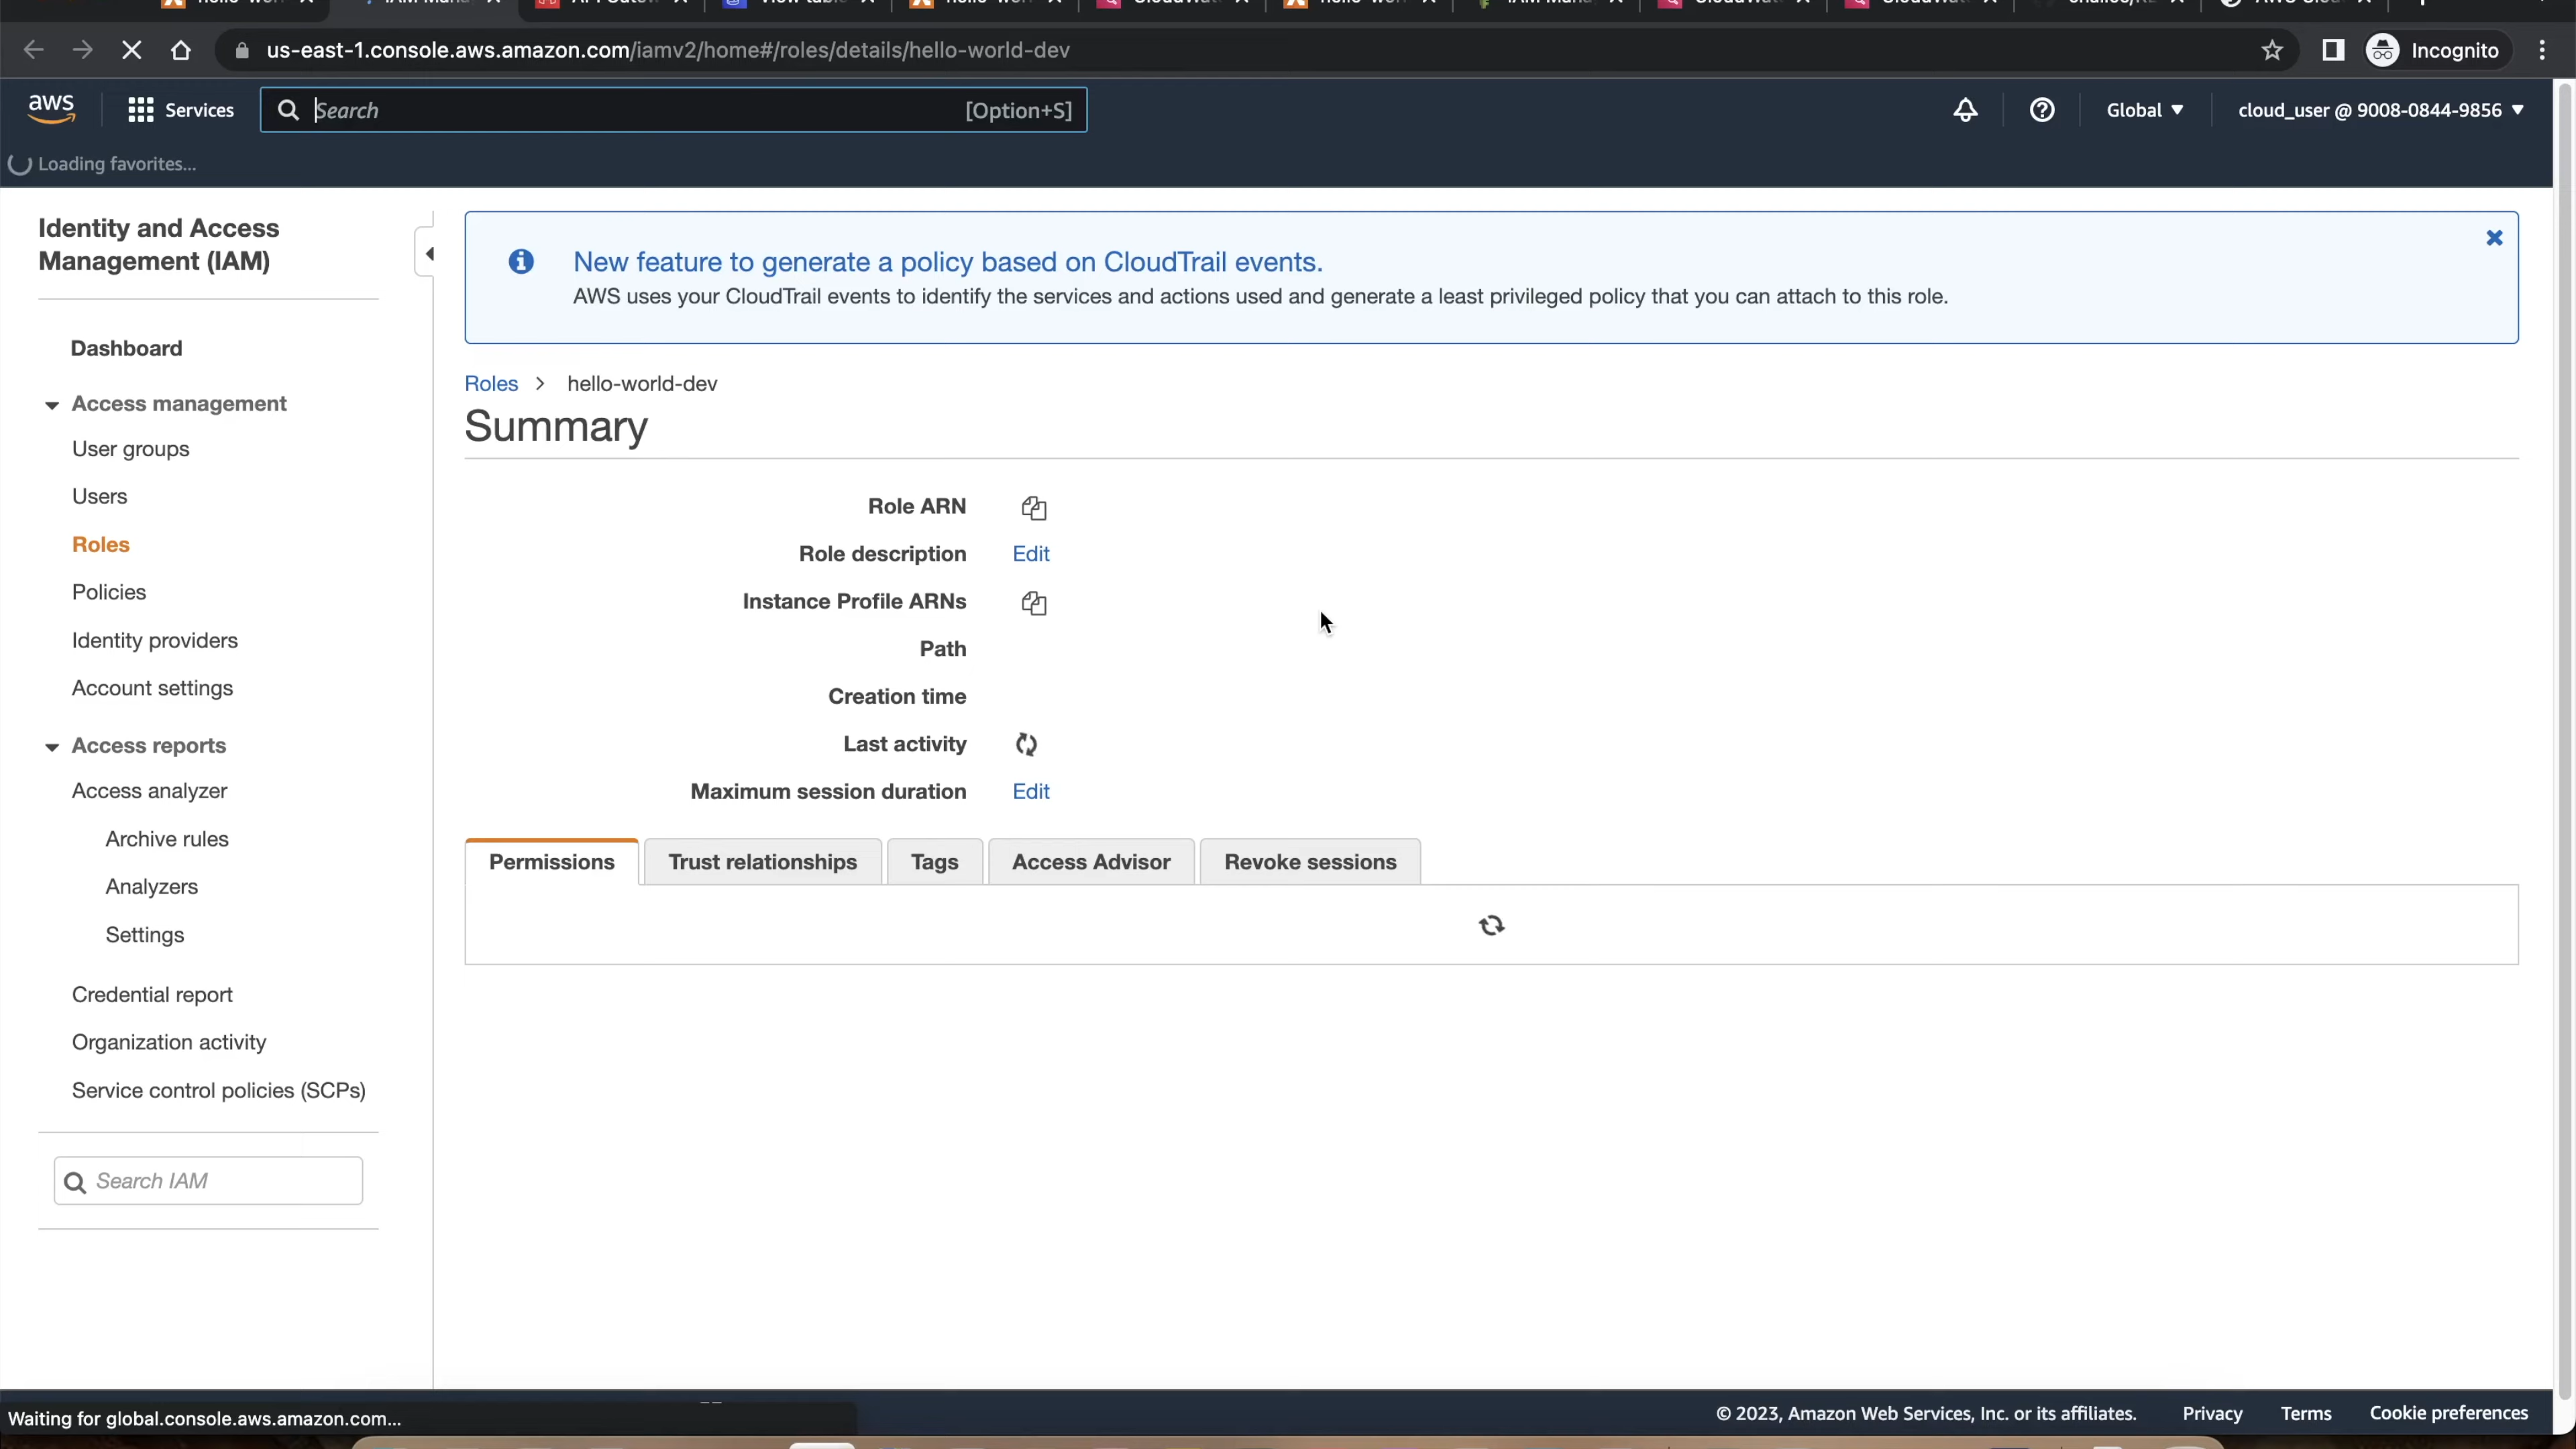 us-east-1.console.aws.amazon.com/iamv2/home#/roles/details/hello-world-dev
Incognito
aws
Services
Search
[Option+S]
Global
cloud_user @ 9008-0844-9856
Loading favorites...
Identity and Access
Management (IAM)
Dashboard
Access management
User groups
Users
Roles
Policies
Identity providers
Account settings
Access reports
Access analyzer
Archive rules
Analyzers
Settings
Credential report
Organization activity
Service control policies (SCPs)
Search IAM
New feature to generate a policy based on CloudTrail events.
AWS uses your CloudTrail events to identify the services and actions used and generate a least privileged policy that you can attach to this role.
Roles > hello-world-dev
Summary
Role ARN
Role description Edit
Instance Profile ARNs
Path
Creation time
Last activity
Maximum session duration Edit
Permissions
Trust relationships
Tags
Access Advisor
Revoke sessions
Waiting for global.console.aws.amazon.com...
© 2023, Amazon Web Services, Inc. or its affiliates.
Privacy
Terms
Cookie preferences